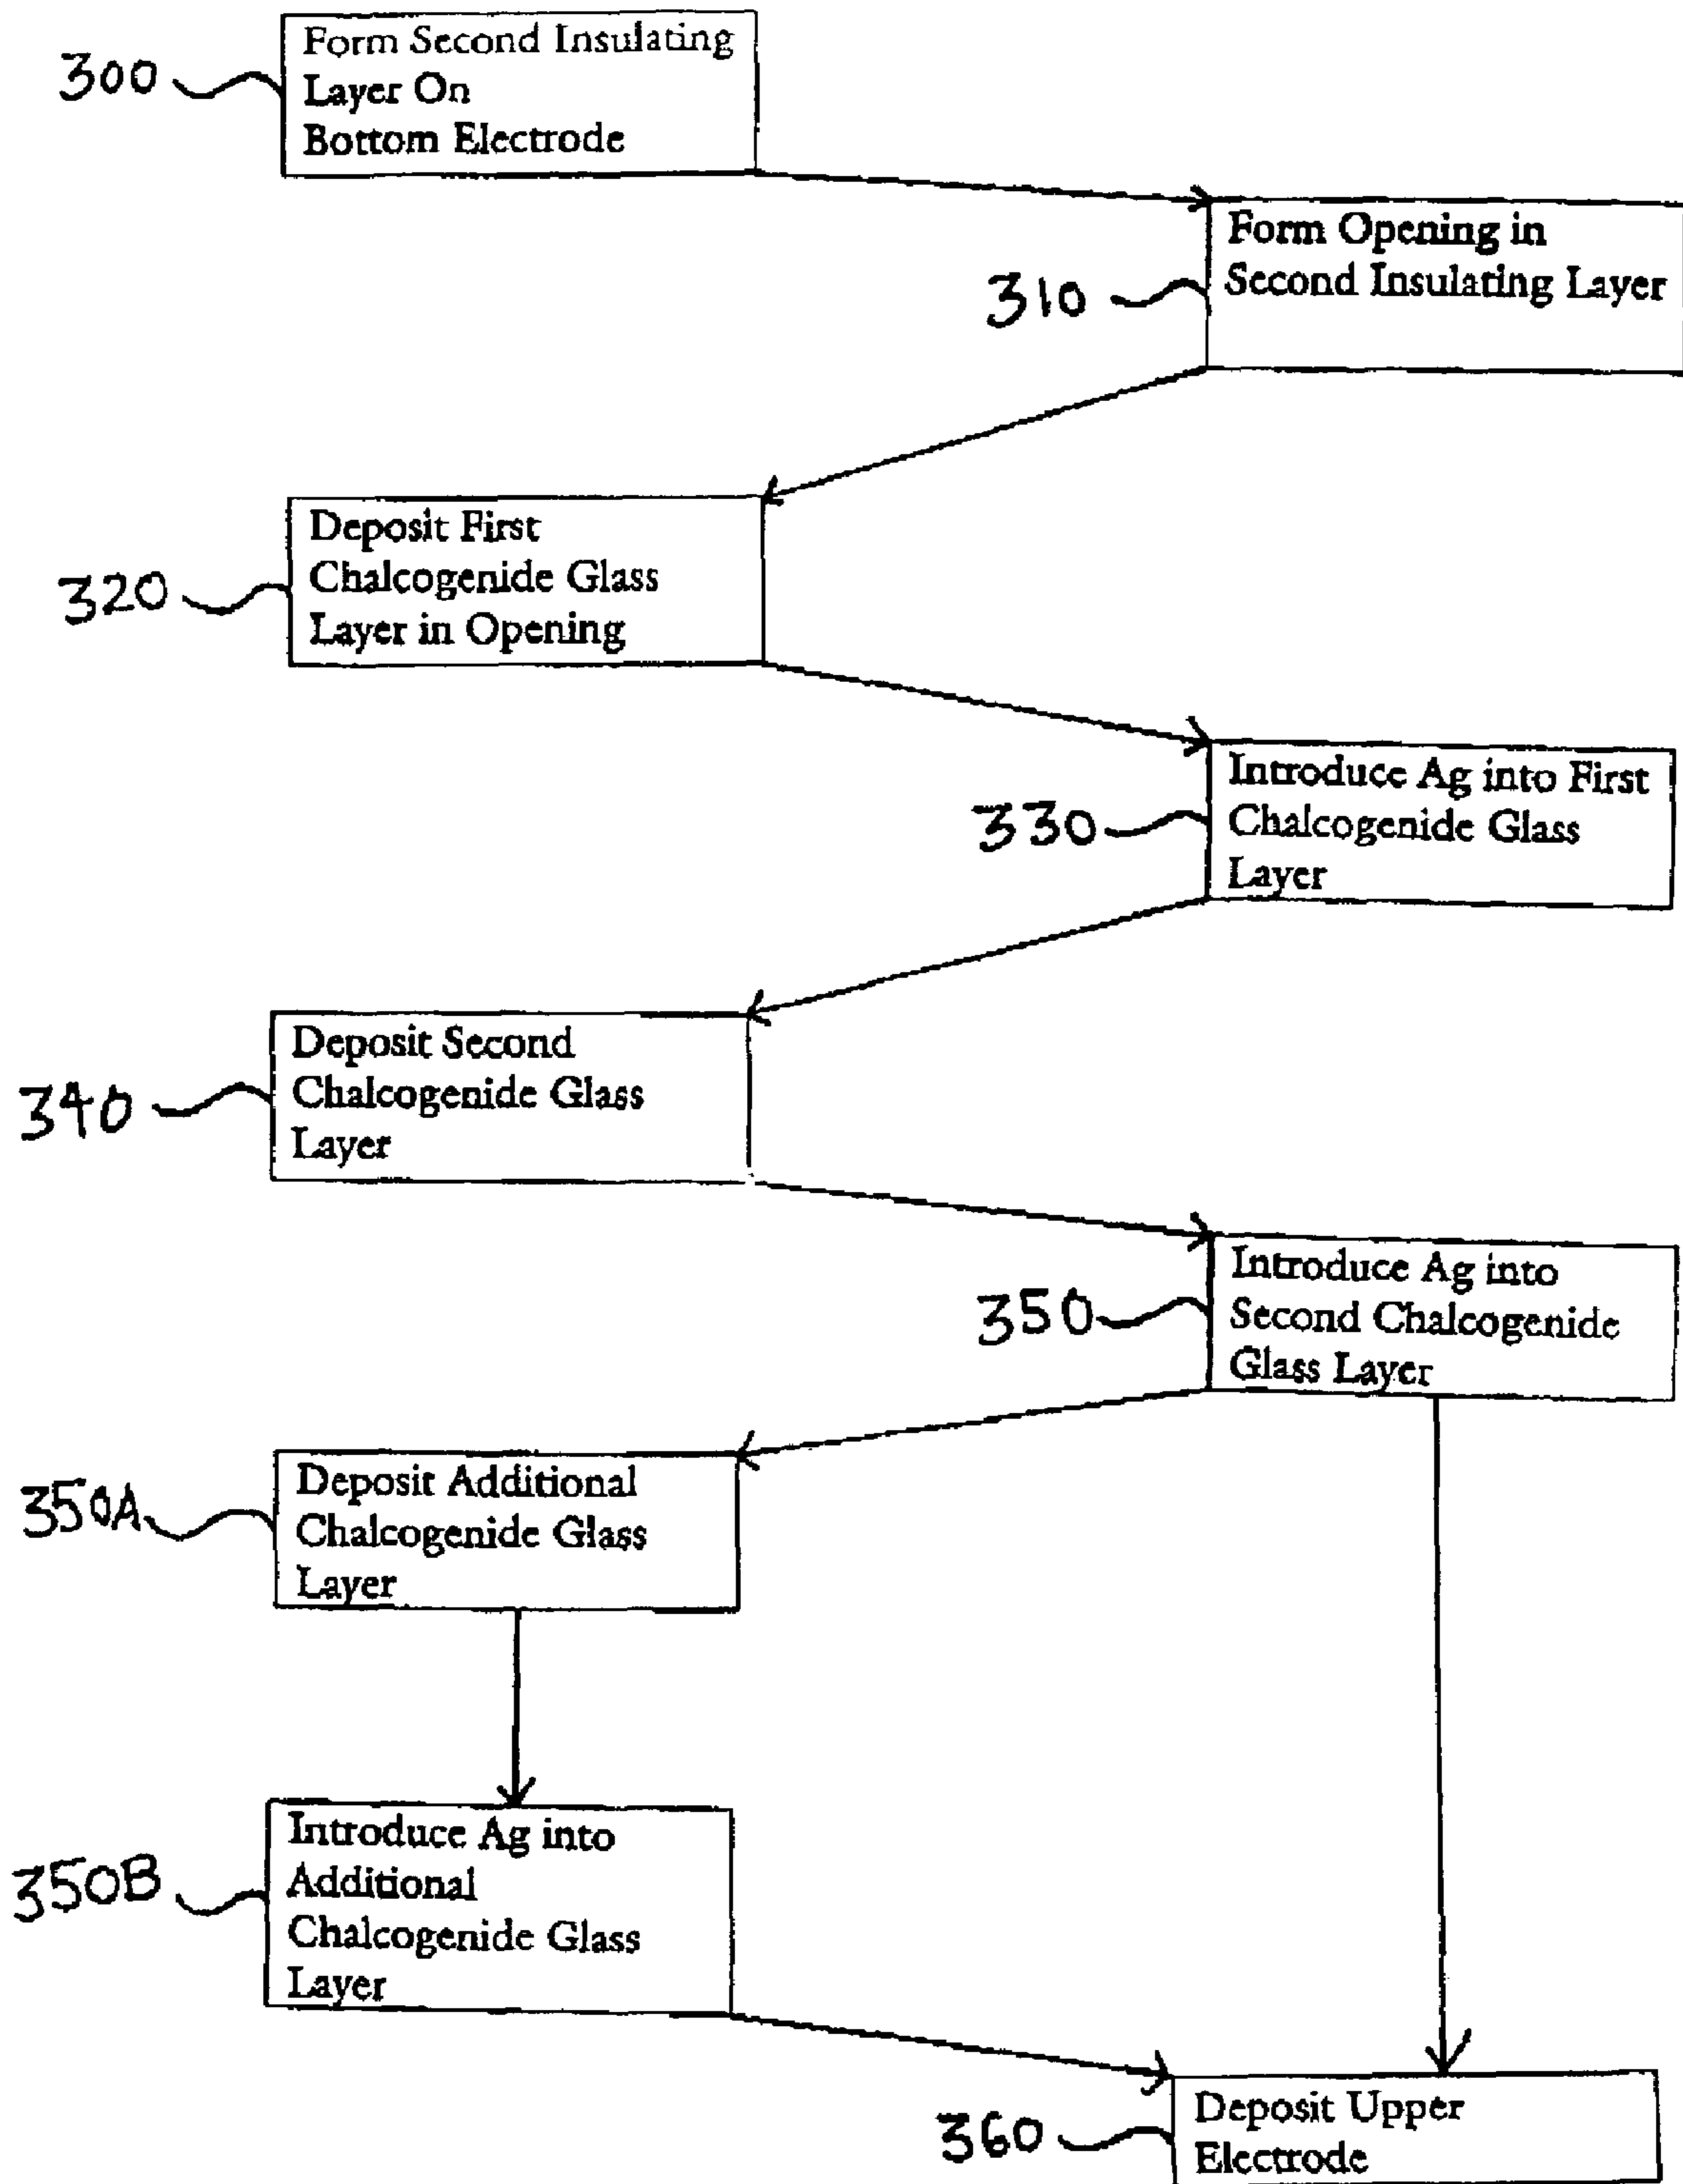 300
Form Second Insulating
Layer On
Bottom Electrode
310
Form Opening in
Second Insulating Layer
320
Deposit First
Chalcogenide Glass
Layer in Opening
330
Introduce Ag into First
Chalcogenide Glass
Layer
340
Deposit Second
Chalcogenide Glass
Layer
350
Introduce Ag into
Second Chalcogenide
Glass Layer
350A
Deposit Additional
Chalcogenide Glass
Layer
350B
Introduce Ag into
Additional
Chalcogenide Glass
Layer
360
Deposit Upper
Electrode